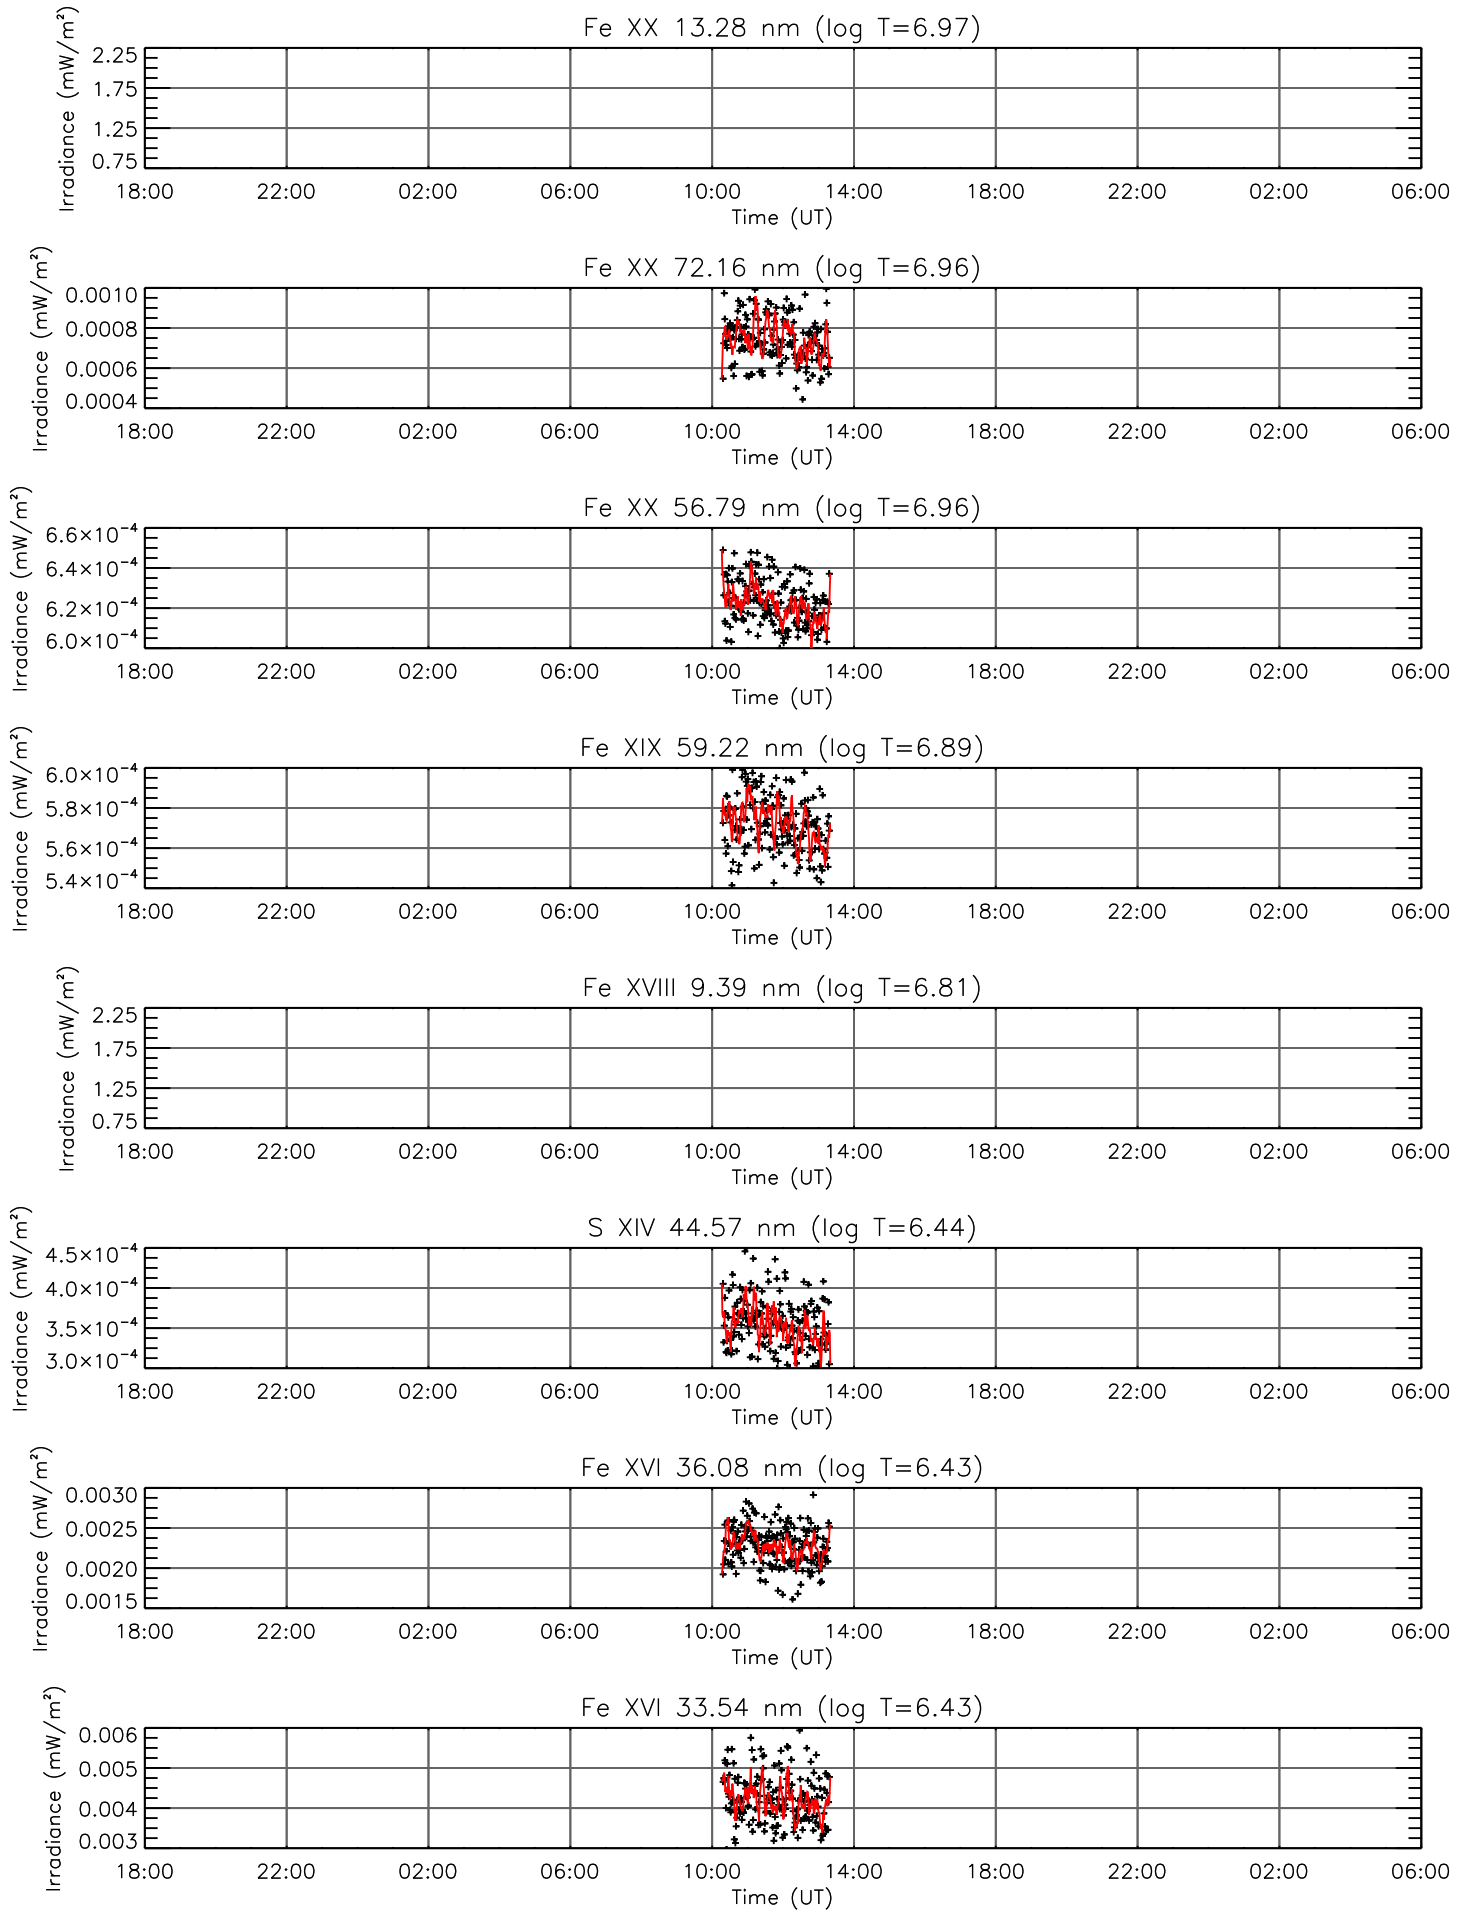 Fe XX 13.28 nm (log T=6.97)
Irradiance (mW/m²)
2.25
1.75
1.25
0.75
18:00 22:00 02:00 06:00 10:00 14:00 18:00 22:00 02:00 06:00
Time (UT)
Fe XX 72.16 nm (log T=6.96)
Irradiance (mW/m²)
0.0010
0.0008
0.0006
0.0004
18:00 22:00 02:00 06:00 10:00 14:00 18:00 22:00 02:00 06:00
Time (UT)
Fe XX 56.79 nm (log T=6.96)
Irradiance (mW/m²)
6.6×10⁻⁴
6.4×10⁻⁴
6.2×10⁻⁴
6.0×10⁻⁴
18:00 22:00 02:00 06:00 10:00 14:00 18:00 22:00 02:00 06:00
Time (UT)
Fe XIX 59.22 nm (log T=6.89)
Irradiance (mW/m²)
6.0×10⁻⁴
5.8×10⁻⁴
5.6×10⁻⁴
5.4×10⁻⁴
18:00 22:00 02:00 06:00 10:00 14:00 18:00 22:00 02:00 06:00
Time (UT)
Fe XVIII 9.39 nm (log T=6.81)
Irradiance (mW/m²)
2.25
1.75
1.25
0.75
18:00 22:00 02:00 06:00 10:00 14:00 18:00 22:00 02:00 06:00
Time (UT)
S XIV 44.57 nm (log T=6.44)
Irradiance (mW/m²)
4.5×10⁻⁴
4.0×10⁻⁴
3.5×10⁻⁴
3.0×10⁻⁴
18:00 22:00 02:00 06:00 10:00 14:00 18:00 22:00 02:00 06:00
Time (UT)
Fe XVI 36.08 nm (log T=6.43)
Irradiance (mW/m²)
0.0030
0.0025
0.0020
0.0015
18:00 22:00 02:00 06:00 10:00 14:00 18:00 22:00 02:00 06:00
Time (UT)
Fe XVI 33.54 nm (log T=6.43)
Irradiance (mW/m²)
0.006
0.005
0.004
0.003
18:00 22:00 02:00 06:00 10:00 14:00 18:00 22:00 02:00 06:00
Time (UT)